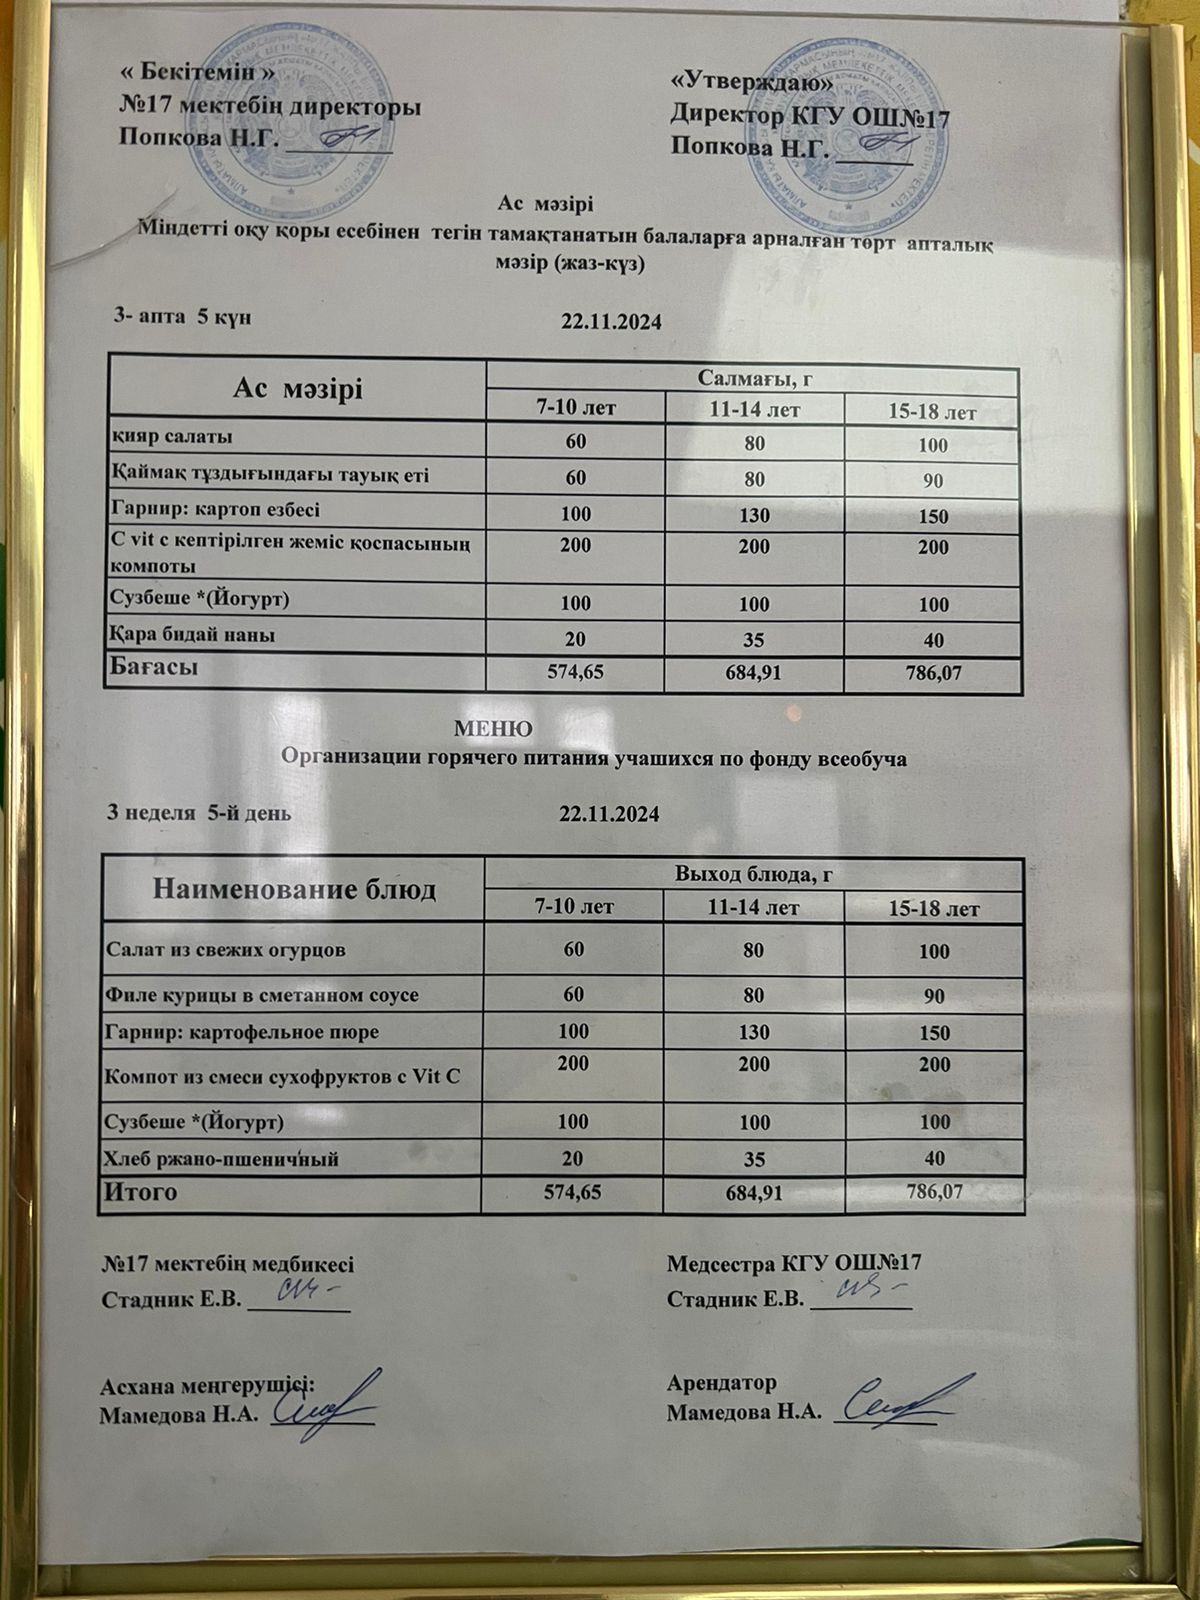 « Бекітемін »
№17 мектебің директоры
Попкова Н.Г.
«Утверждаю»
Директор КГУ ОШ№17
Попкова Н.Г.
Ас мәзірі
Міндетті оқу қоры есебінен тегін тамақтанатын балаларға арналған төрт апталық
мәзір (жаз-күз)
3- апта 5 күн 22.11.2024
Ас мәзірі Салмағы, г
7-10 лет 11-14 лет 15-18 лет
қияр салаты 60 80 100
Қаймақ тұздығындағы тауық еті 60 80 90
Гарнир: картоп езбесі 100 130 150
С vit с кептірілген жеміс қоспасының 200 200 200
компоты
Сузбеше *(Йогурт) 100 100 100
Қара бидай наны 20 35 40
Бағасы 574,65 684,91 786,07
МЕНЮ
Организации горячего питания учашихся по фонду всеобуча
3 неделя 5-й день 22.11.2024
Наименование блюд Выход блюда, г
7-10 лет 11-14 лет 15-18 лет
Салат из свежих огурцов 60 80 100
Филе курицы в сметанном соусе 60 80 90
Гарнир: картофельное пюре 100 130 150
Компот из смеси сухофруктов с Vit C 200 200 200
Сузбеше *(Йогурт) 100 100 100
Хлеб ржано-пшеничный 20 35 40
Итого 574,65 684,91 786,07
№17 мектебің медбикесі
Стадник Е.В.
Медсестра КГУ ОШ№17
Стадник Е.В.
Асхана меңгерушісі:
Мамедова Н.А.
Арендатор
Мамедова Н.А.